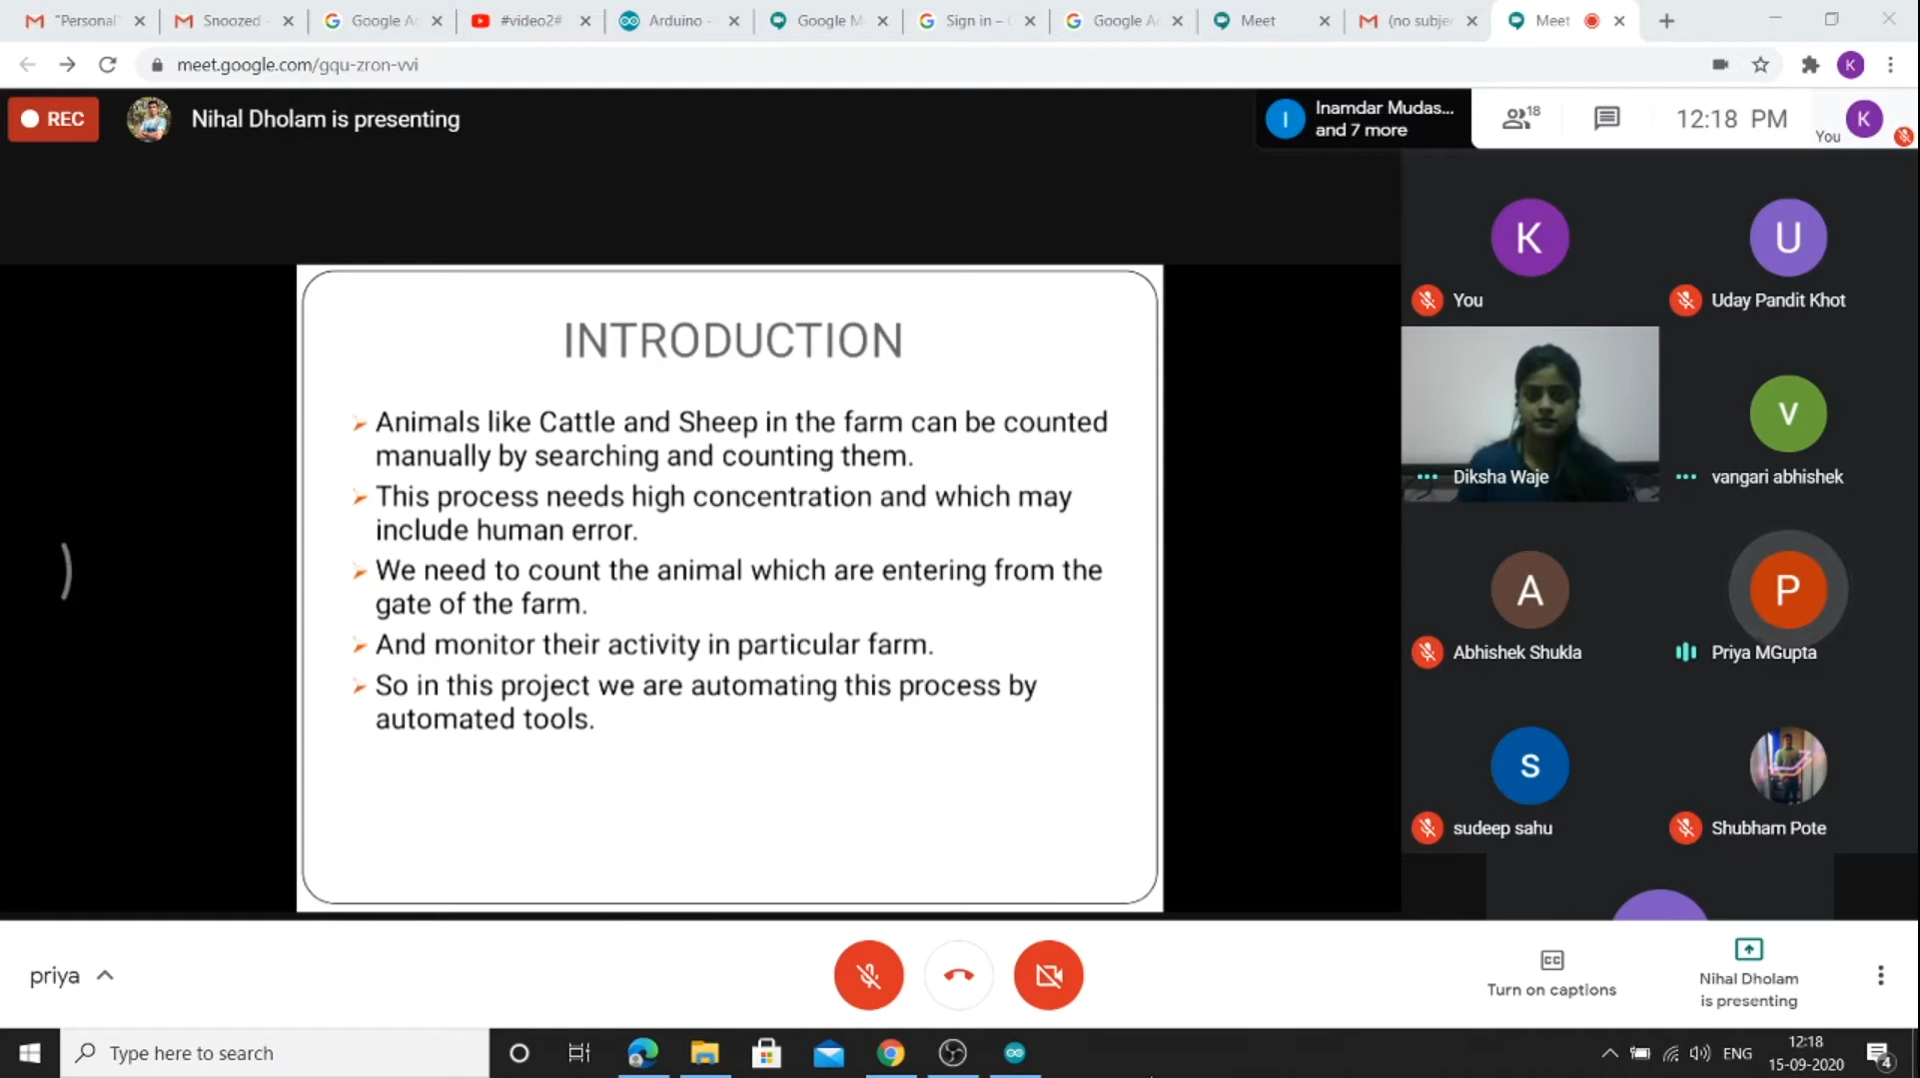 "Personal"
Snoozed -
Google Ac
#video2#
Arduino -
Google M
Sign in –
Google Ac
Meet
(no subje
Meet
meet.google.com/gqu-zron-vvi
K
REC
Nihal Dholam is presenting
I
Inamdar Mudas...
and 7 more
18
12:18 PM
You
K
K
You
U
Uday Pandit Khot
Diksha Waje
V
vangari abhishek
A
Abhishek Shukla
P
Priya MGupta
S
sudeep sahu
Shubham Pote
INTRODUCTION
Animals like Cattle and Sheep in the farm can be counted
manually by searching and counting them.
This process needs high concentration and which may
include human error.
We need to count the animal which are entering from the
gate of the farm.
And monitor their activity in particular farm.
So in this project we are automating this process by
automated tools.
priya
CC
Turn on captions
Nihal Dholam
is presenting
Type here to search
ENG
12:18
15-09-2020
4